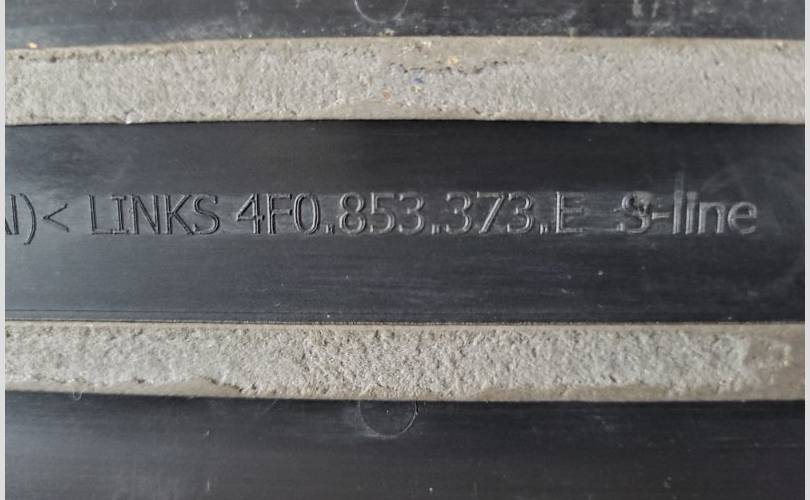 )< LINKS 4F0.853.373.E S-line